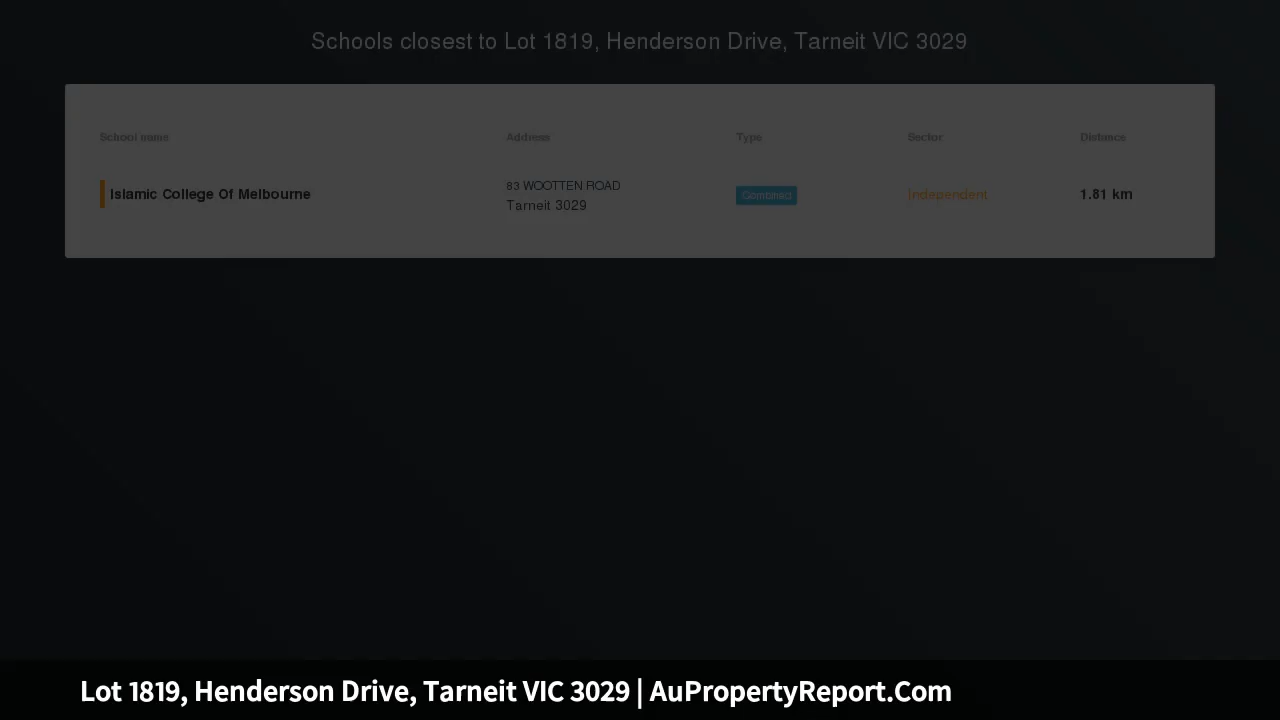 Schools closest to Lot 1819, Henderson Drive, Tarneit VIC 3029
School name Address Type Sector Distance
Islamic College Of Melbourne 83 WOOTTEN ROAD Combined Independent 1.81 km
Tarneit 3029
Lot 1819, Henderson Drive, Tarneit VIC 3029 | AuPropertyReport.Com